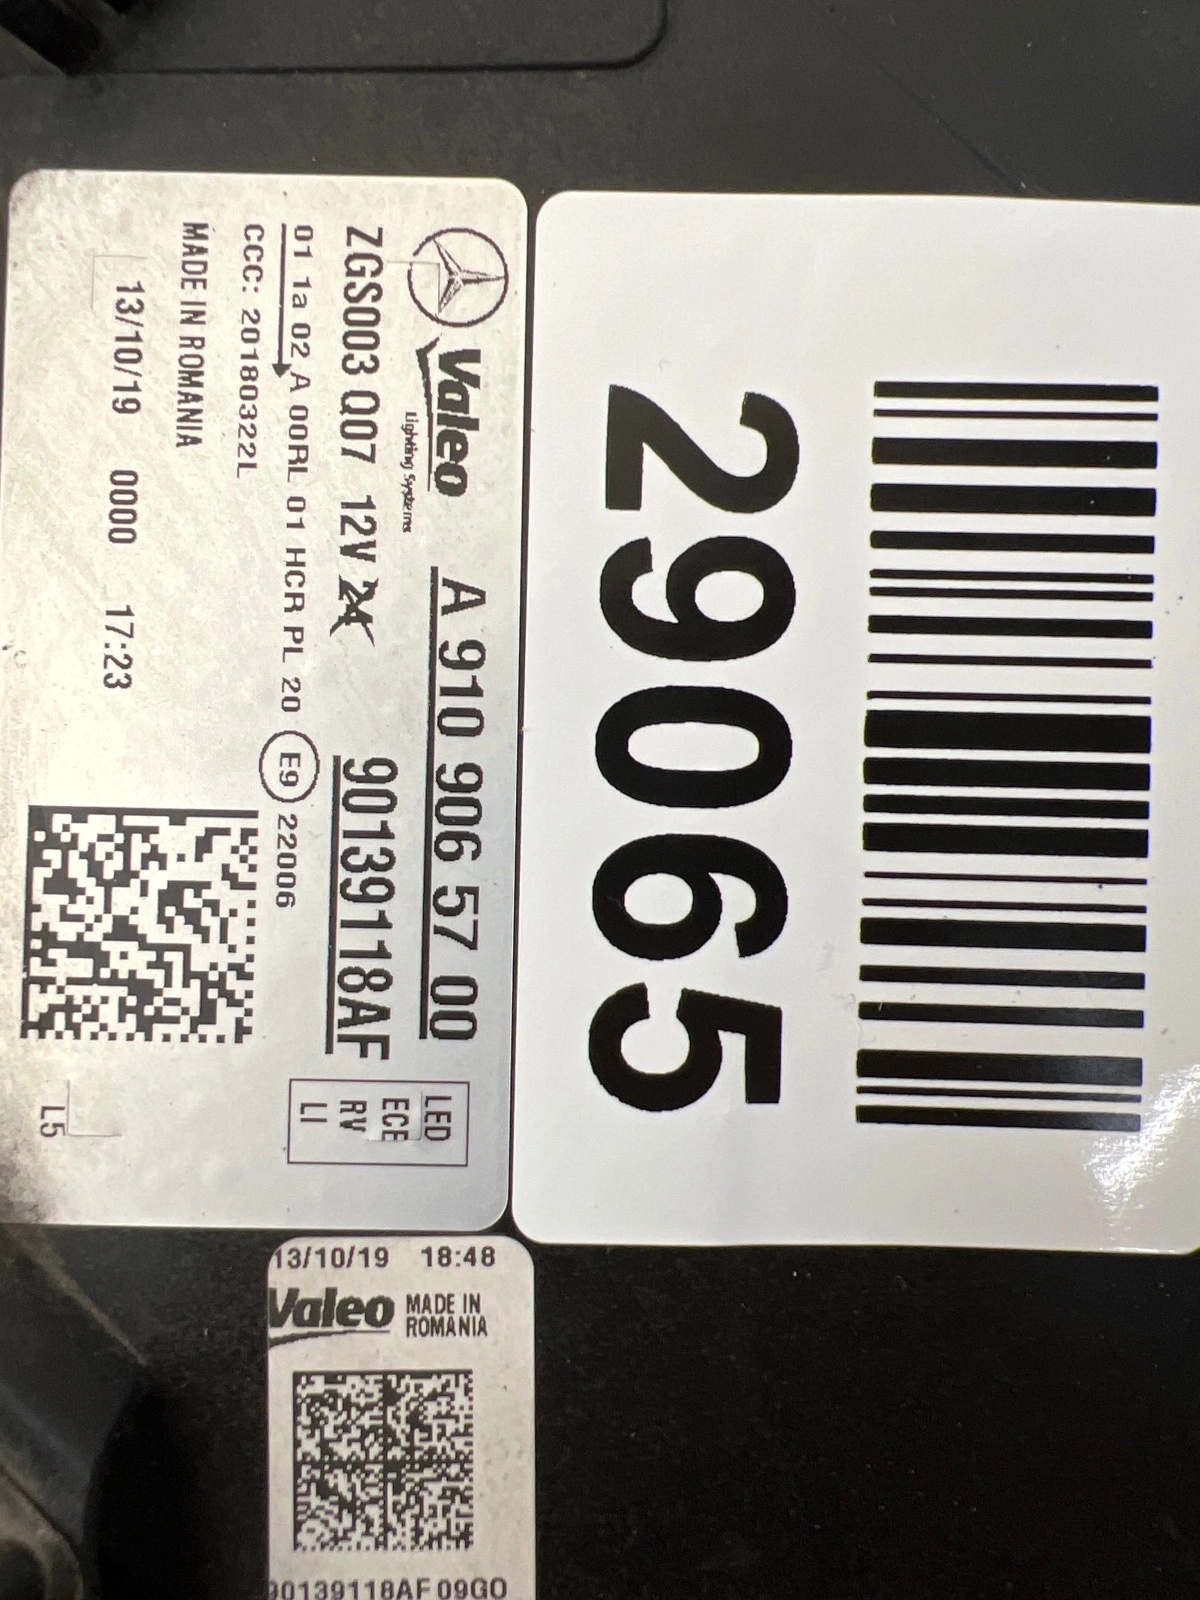 Valeo
Lighting Systems
A 910 906 57 00
ZGS003 Q07 12V 24
90139118AF
01 1a 02 A 00RL 01 HCR PL 20 E9 22006
CCC: 20180322L
MADE IN ROMANIA
13/10/19 0000 17:23
LED
ECE
RV
LI
L5
29065
13/10/19 18:48
Valeo MADE IN
ROMANIA
90139118AF 09GO